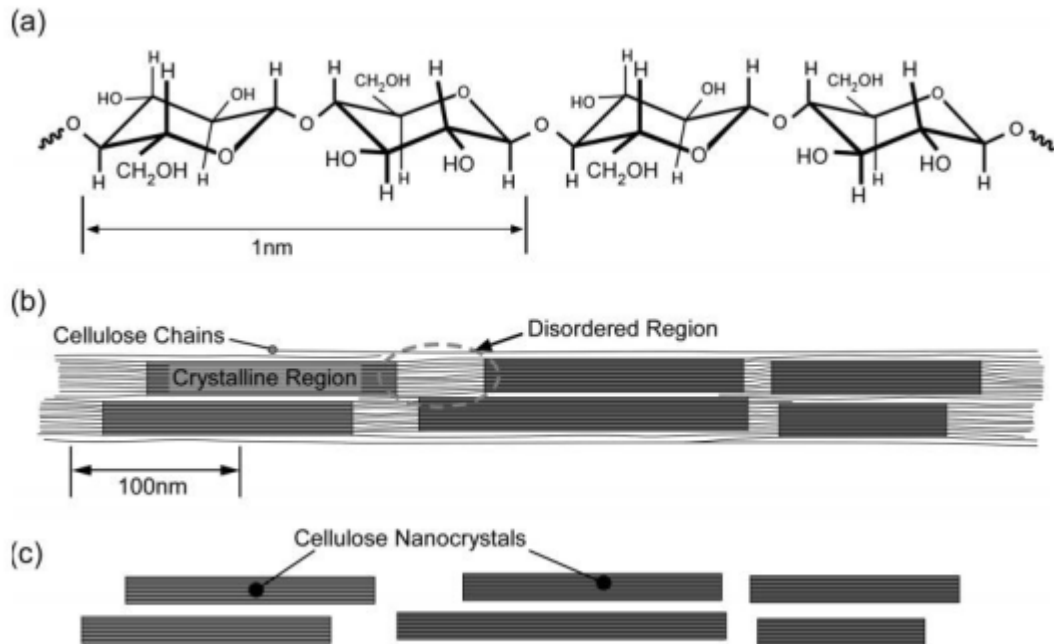 (a)
H H H H CH₂OH H O H H H H CH₂OH H O H
HO OH HO OH
O O O O O
H CH₂OH H O HO H H HO H H CH₂OH H O HO H H HO H
1nm
(b)
Cellulose Chains
Disordered Region
Crystalline Region
100nm
(c)
Cellulose Nanocrystals